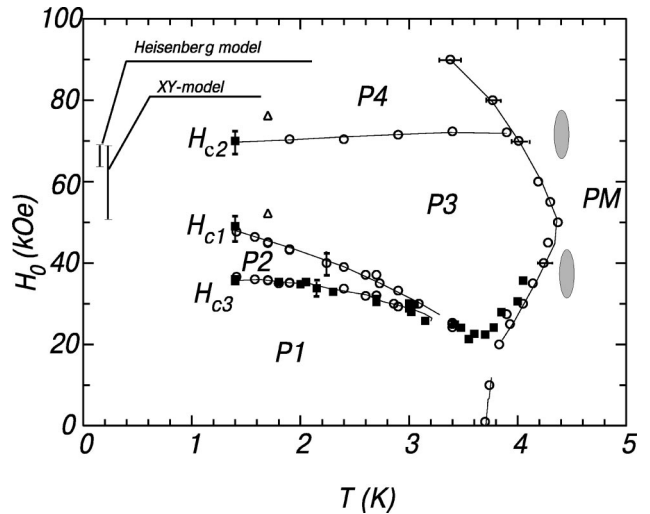 100
80
60
40
20
0
H0 (kOe)
Heisenberg model
XY-model
P4
Hc2
P3
PM
Hc1
P2
Hc3
P1
0 1 2 3 4 5
T (K)